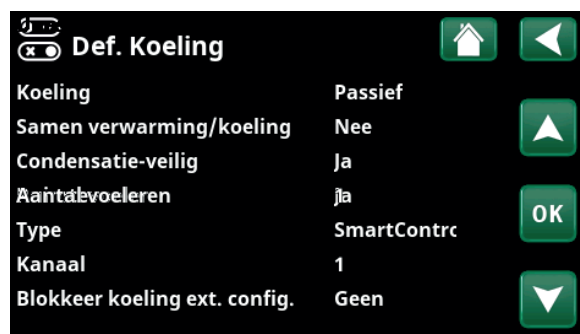 Def. Koeling
Koeling Passief
Samen verwarming/koeling Nee
Condensatie-veilig Ja
Type SmartContrc
Kanaal 1
Blokkeer koeling ext. config. Geen
OK